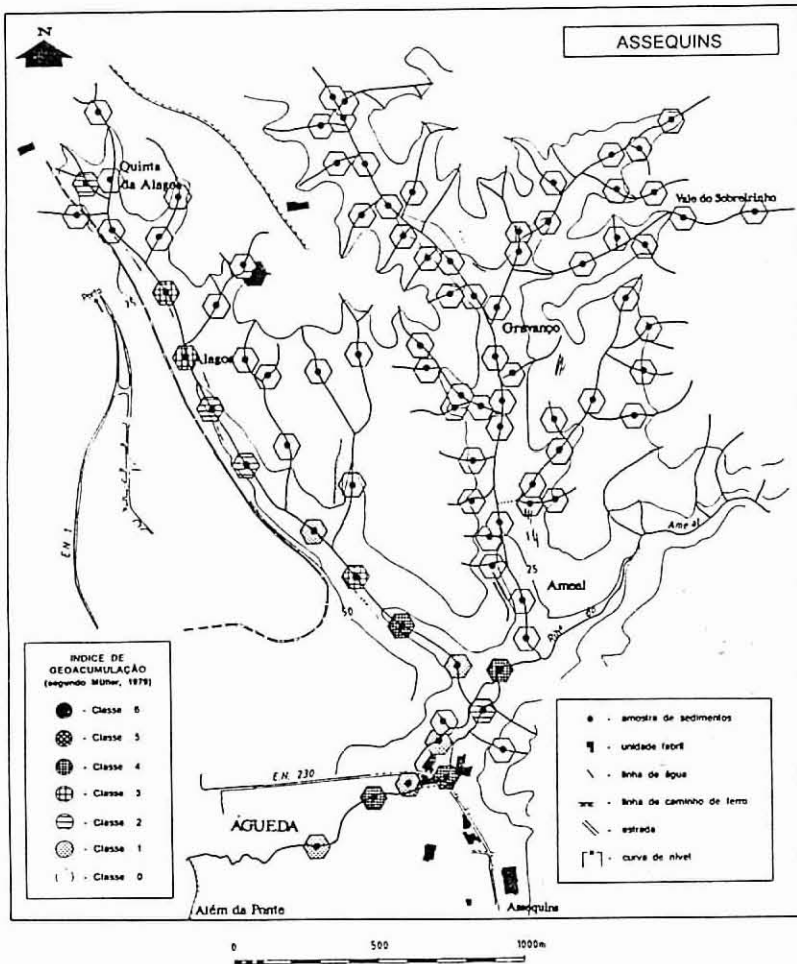 N
ASSEQUINS
Quinta
da Alagoa
Vale do Sobreirinho
Porto
75
Gravanço
Alagoa
E.N. 1
Ameal
25
Ameal
50
Ribª
INDICE DE
GEOACUMULAÇÃO
(segundo Müller, 1979)
- Classe 6
- Classe 5
- Classe 4
- Classe 3
- Classe 2
- Classe 1
- Classe 0
- amostra de sedimentos
- unidade fabril
- linha de água
- linha de caminho de ferro
- estrada
- curva de nível
E.N. 230
ÁGUEDA
Além da Ponte
Assequins
0 500 1000m